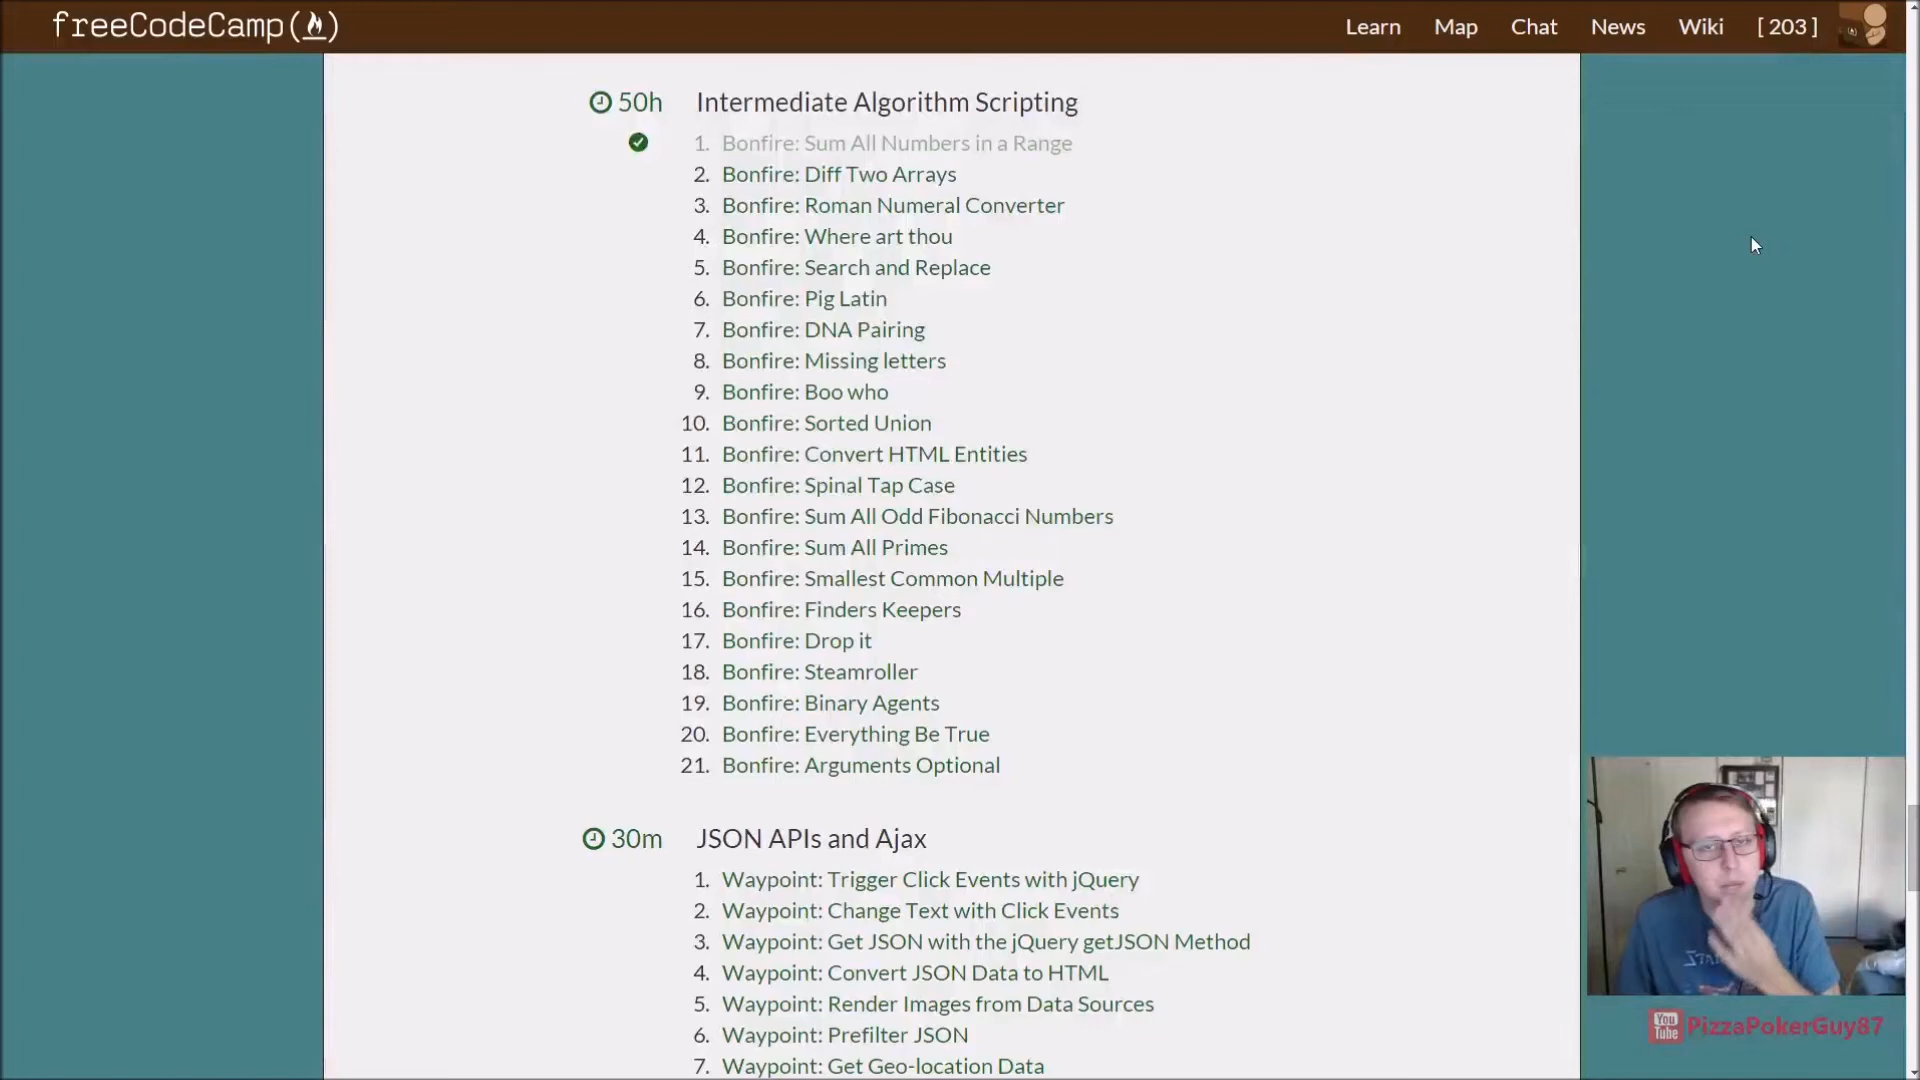 freeCodeCamp
Learn Map Chat News Wiki [ 203 ]
50h Intermediate Algorithm Scripting
1. Bonfire: Sum All Numbers in a Range
2. Bonfire: Diff Two Arrays
3. Bonfire: Roman Numeral Converter
4. Bonfire: Where art thou
5. Bonfire: Search and Replace
6. Bonfire: Pig Latin
7. Bonfire: DNA Pairing
8. Bonfire: Missing letters
9. Bonfire: Boo who
10. Bonfire: Sorted Union
11. Bonfire: Convert HTML Entities
12. Bonfire: Spinal Tap Case
13. Bonfire: Sum All Odd Fibonacci Numbers
14. Bonfire: Sum All Primes
15. Bonfire: Smallest Common Multiple
16. Bonfire: Finders Keepers
17. Bonfire: Drop it
18. Bonfire: Steamroller
19. Bonfire: Binary Agents
20. Bonfire: Everything Be True
21. Bonfire: Arguments Optional
30m JSON APIs and Ajax
1. Waypoint: Trigger Click Events with jQuery
2. Waypoint: Change Text with Click Events
3. Waypoint: Get JSON with the jQuery getJSON Method
4. Waypoint: Convert JSON Data to HTML
5. Waypoint: Render Images from Data Sources
6. Waypoint: Prefilter JSON
7. Waypoint: Get Geo-location Data
You Tube PizzaPokerGuy87